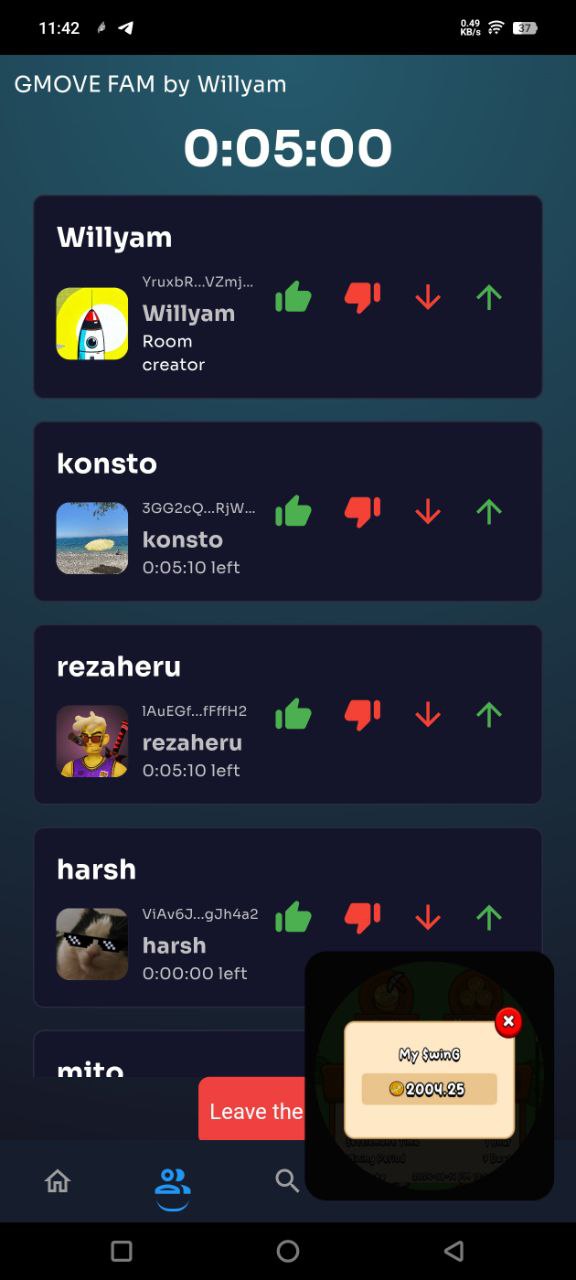 11:42
0.49
KB/s
37
GMOVE FAM by Willyam
0:05:00
Willyam
YruxbR...VZmj...
Willyam
Room
creator
konsto
3GG2cQ...RjW...
konsto
0:05:10 left
rezaheru
lAuEGf...fFffH2
rezaheru
0:05:10 left
harsh
ViAv6J...gJh4a2
harsh
0:00:00 left
mito
Leave the
My $winG
2004.25